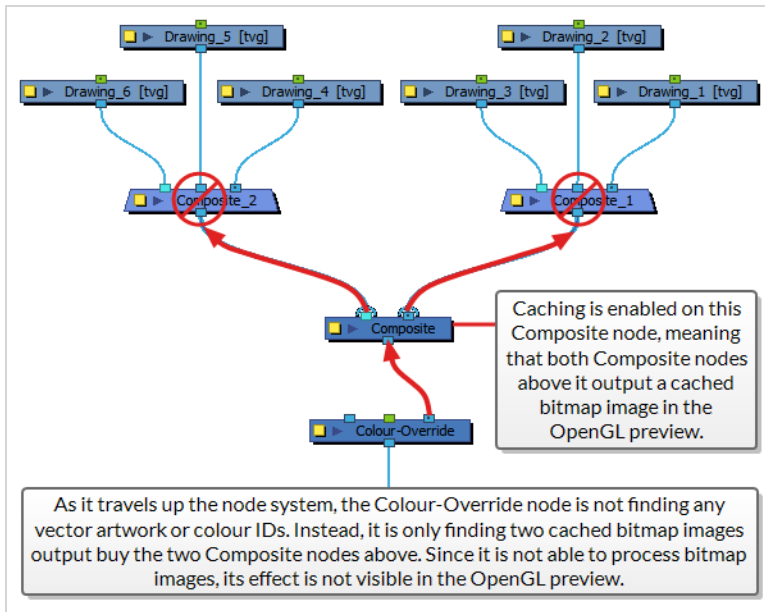 Drawing_5 [tvg]
Drawing_2 [tvg]
Drawing_6 [tvg]
Drawing_4 [tvg]
Drawing_3 [tvg]
Drawing_1 [tvg]
Composite_2
Composite_1
Composite
Caching is enabled on this
Composite node, meaning
that both Composite nodes
above it output a cached
bitmap image in the
OpenGL preview.
Colour-Override
As it travels up the node system, the Colour-Override node is not finding any
vector artwork or colour IDs. Instead, it is only finding two cached bitmap images
output buy the two Composite nodes above. Since it is not able to process bitmap
images, its effect is not visible in the OpenGL preview.